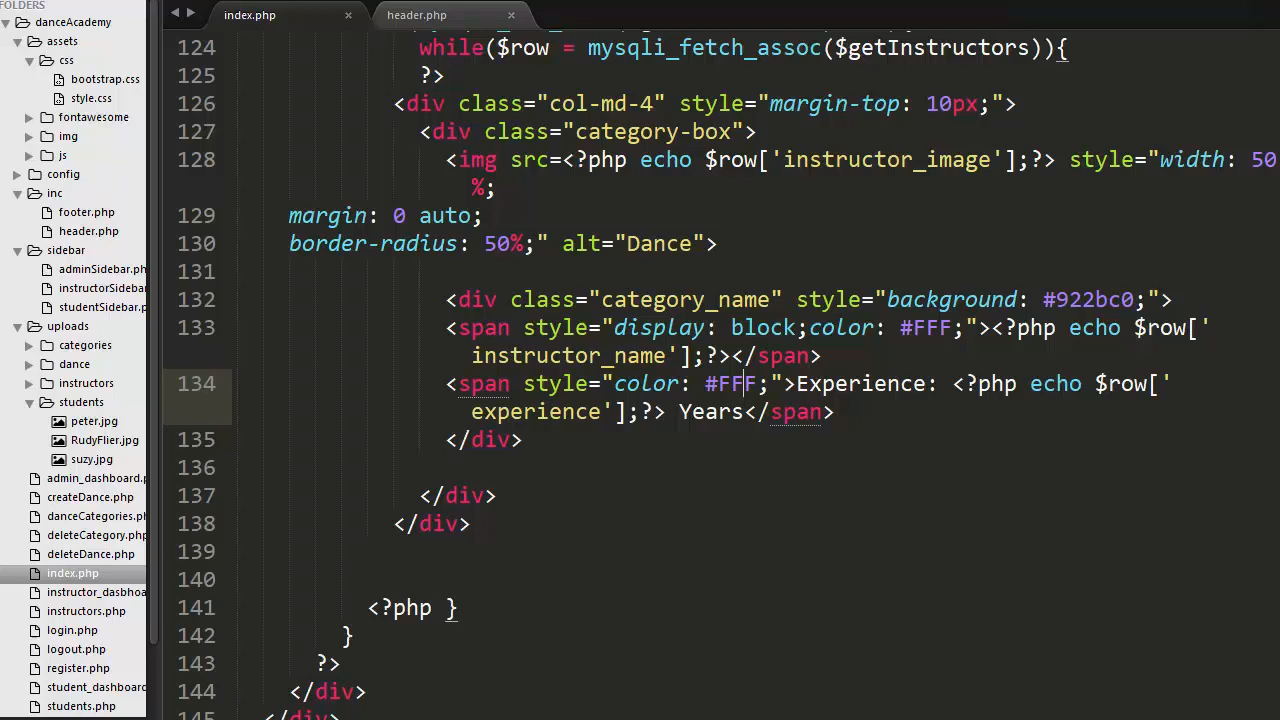 FOLDERS
danceAcademy
assets
css
bootstrap.css
style.css
fontawesome
img
js
config
inc
footer.php
header.php
sidebar
adminSidebar.ph
instructorSidebar
studentSidebar.p
uploads
categories
dance
instructors
students
peter.jpg
RudyFlier.jpg
suzy.jpg
admin_dashboard.p
createDance.php
danceCategories.ph
deleteCategory.php
deleteDance.php
index.php
instructor_dasbhoa
instructors.php
login.php
logout.php
register.php
student_dashboard
students.php
index.php ×
header.php ×
124 while($row = mysqli_fetch_assoc($getInstructors)){
125 ?>
126 <div class="col-md-4" style="margin-top: 10px;">
127 <div class="category-box">
128 <img src=<?php echo $row['instructor_image'];?> style="width: 50
%;
129 margin: 0 auto;
130 border-radius: 50%;" alt="Dance">
131
132 <div class="category_name" style="background: #922bc0;">
133 <span style="display: block;color: #FFF;"><?php echo $row['
instructor_name'];?></span>
134 <span style="color: #FFF;">Experience: <?php echo $row['
experience'];?> Years</span>
135 </div>
136
137 </div>
138 </div>
139
140
141 <?php }
142 }
143 ?>
144 </div>
145 </div>